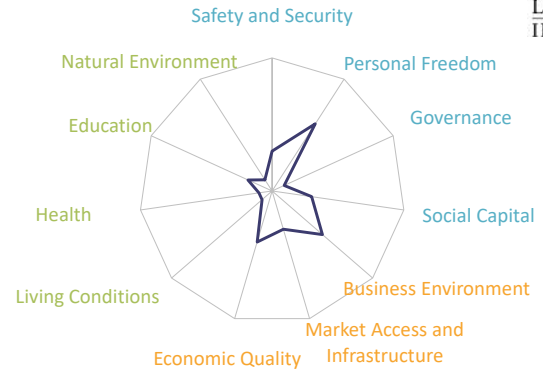 Safety and Security
Natural Environment
Personal Freedom
Education
Governance
Health
Social Capital
Living Conditions
Business Environment
Market Access and
Infrastructure
Economic Quality